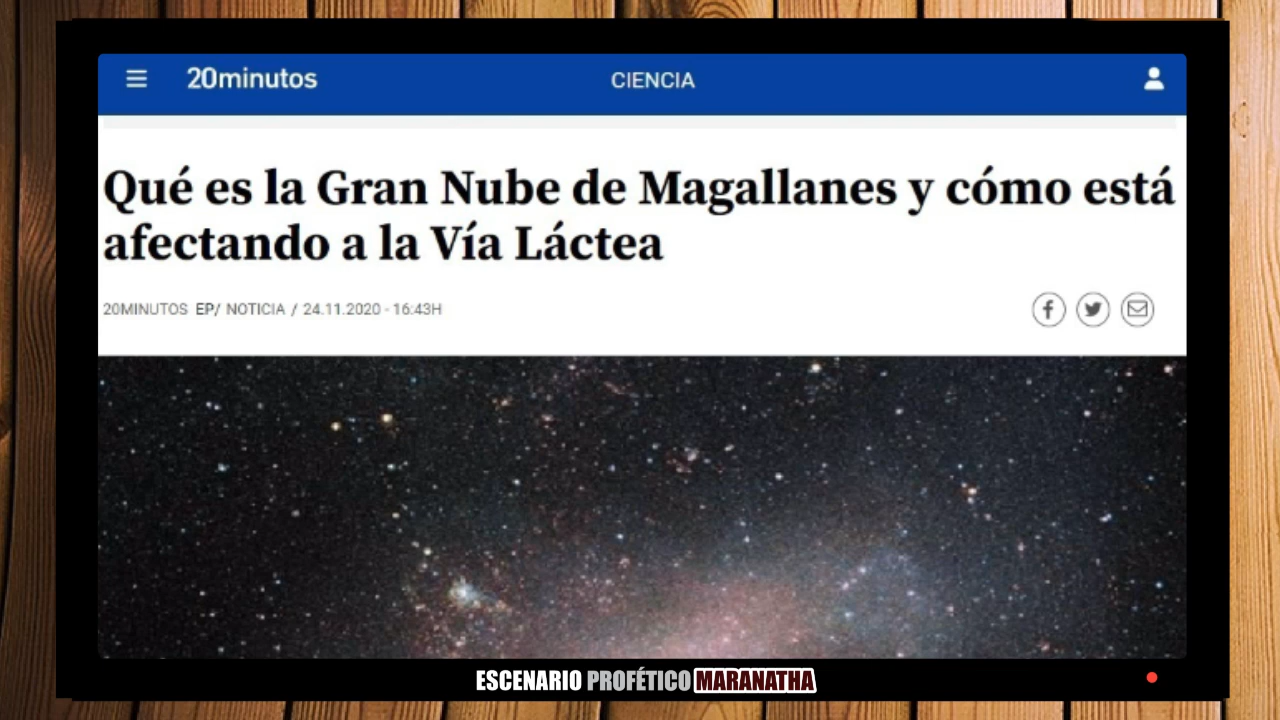 20minutos
CIENCIA
Qué es la Gran Nube de Magallanes y cómo está
afectando a la Vía Láctea
20MINUTOS EP/ NOTICIA / 24.11.2020 - 16:43H
ESCENARIO PROFÉTICO MARANATHA